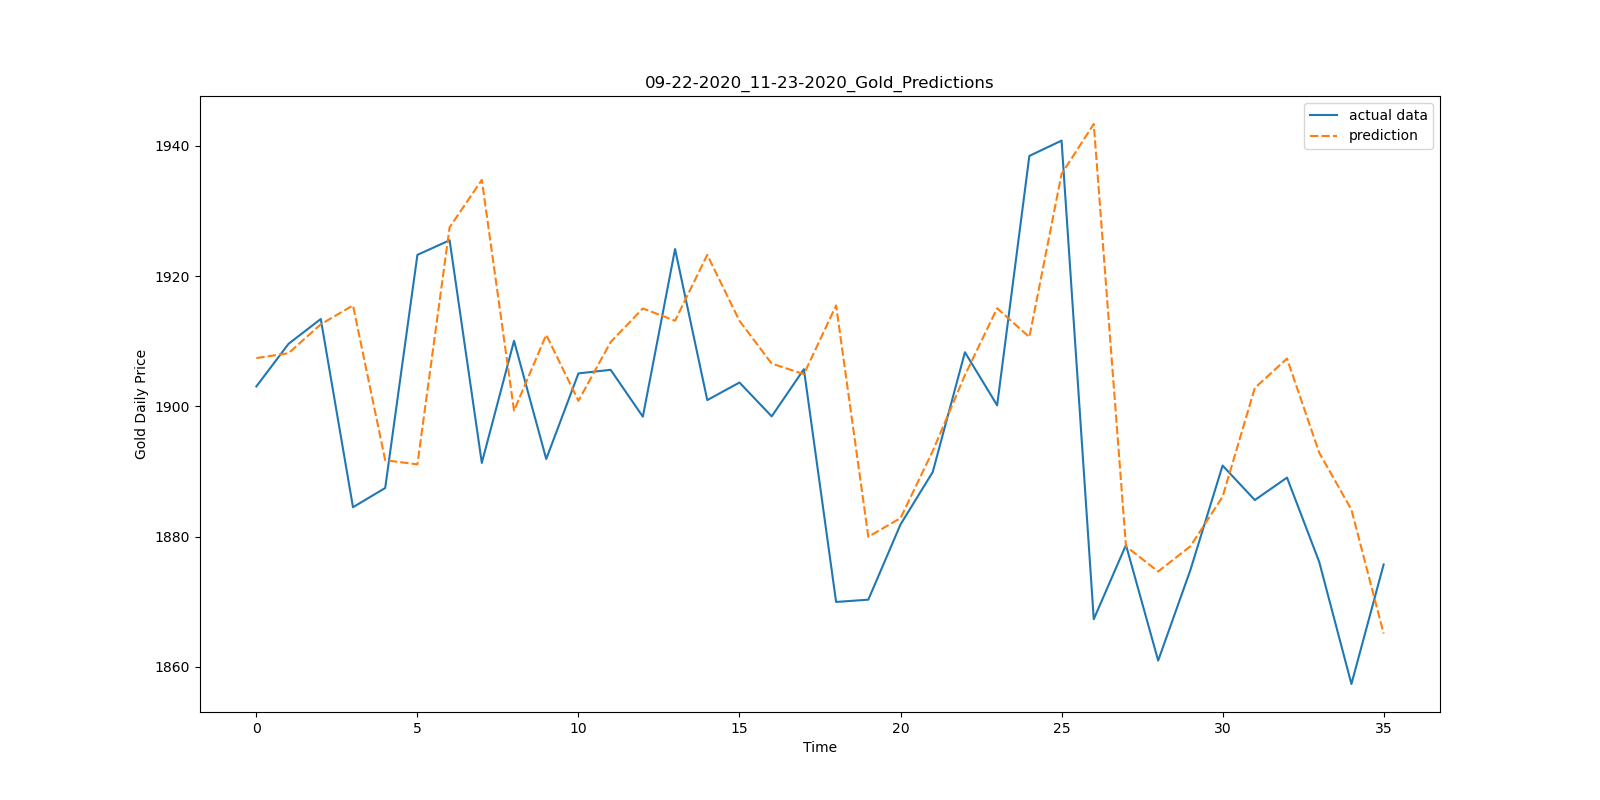 09-22-2020_11-23-2020_Gold_Predictions
actual data
prediction
1940
1920
1900
1880
1860
Gold Daily Price
0 5 10 15 20 25 30 35
Time